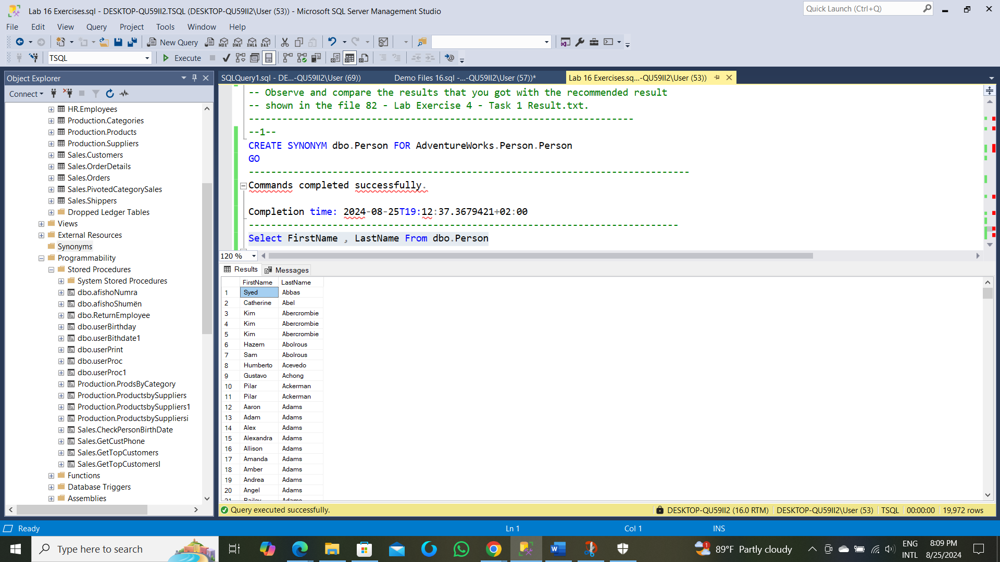 Lab 16 Exercises.sql - DESKTOP-QU59II2.TSQL (DESKTOP-QU59II2\User (53)) - Microsoft SQL Server Management Studio
Quick Launch (Ctrl+Q)
File Edit View Query Project Tools Window Help
New Query
MDX DMX XMLA DAX
TSQL
Execute
Object Explorer
Connect
HR.Employees
Production.Categories
Production.Products
Production.Suppliers
Sales.Customers
Sales.OrderDetails
Sales.Orders
Sales.PivotedCategorySales
Sales.Shippers
Dropped Ledger Tables
Views
External Resources
Synonyms
Programmability
Stored Procedures
System Stored Procedures
dbo.afishoNumra
dbo.afishoShumën
dbo.ReturnEmployee
dbo.userBirthday
dbo.userBithdate1
dbo.userPrint
dbo.userProc
dbo.userProc1
Production.ProdsByCategory
Production.ProductsbySuppliers
Production.ProductsbySuppliers1
Production.ProductsbySuppliersi
Sales.CheckPersonBirthDate
Sales.GetCustPhone
Sales.GetTopCustomers
Sales.GetTopCustomersI
Functions
Database Triggers
Assemblies
SQLQuery1.sql - DE...-QU59II2\User (69))
Demo Files 16.sql -...-QU59II2\User (57))*
Lab 16 Exercises.sq...-QU59II2\User (53))
-- Observe and compare the results that you got with the recommended result
-- shown in the file 82 - Lab Exercise 4 - Task 1 Result.txt.
---------------------------------------------------------------------
--1--
CREATE SYNONYM dbo.Person FOR AdventureWorks.Person.Person
GO
-------------------------------------------------------------------------------
Commands completed successfully.
Completion time: 2024-08-25T19:12:37.3679421+02:00
-----------------------------------------------------------------------------
Select FirstName , LastName From dbo.Person
120 %
Results Messages
FirstName LastName
1 Syed Abbas
2 Catherine Abel
3 Kim Abercrombie
4 Kim Abercrombie
5 Kim Abercrombie
6 Hazem Abolrous
7 Sam Abolrous
8 Humberto Acevedo
9 Gustavo Achong
10 Pilar Ackerman
11 Pilar Ackerman
12 Aaron Adams
13 Adam Adams
14 Alex Adams
15 Alexandra Adams
16 Allison Adams
17 Amanda Adams
18 Amber Adams
19 Andrea Adams
20 Angel Adams
21 Bailey Adams
Query executed successfully.
DESKTOP-QU59II2 (16.0 RTM) DESKTOP-QU59II2\User (53) TSQL 00:00:00 19,972 rows
Ready Ln 1 Col 1 INS
Type here to search
1
89°F Partly cloudy
ENG
INTL
8:09 PM
8/25/2024